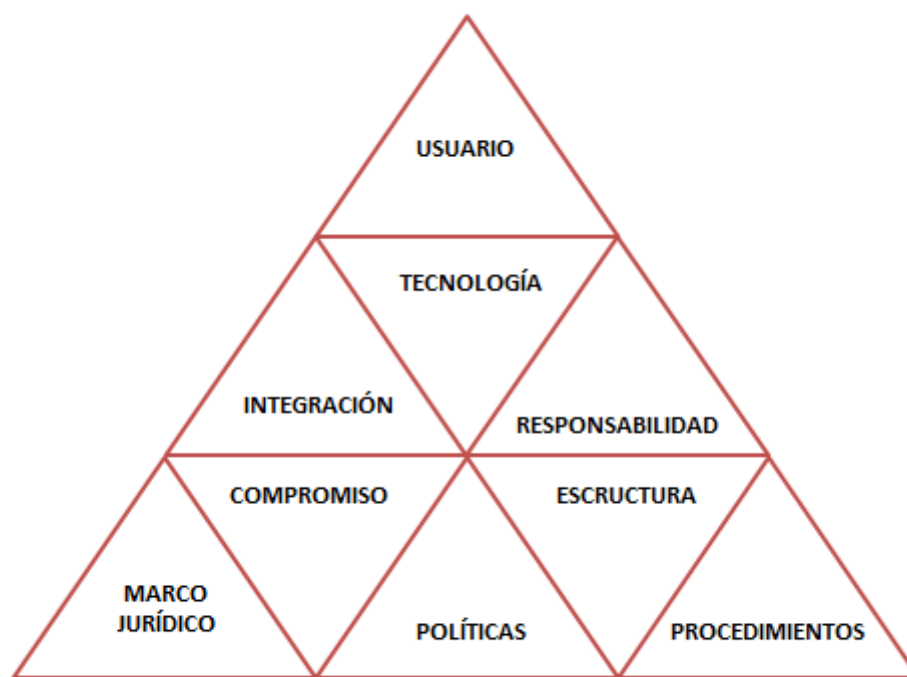 USUARIO
TECNOLOGÍA
INTEGRACIÓN
RESPONSABILIDAD
COMPROMISO
ESCRUCTURA
MARCO
JURÍDICO
POLÍTICAS
PROCEDIMIENTOS